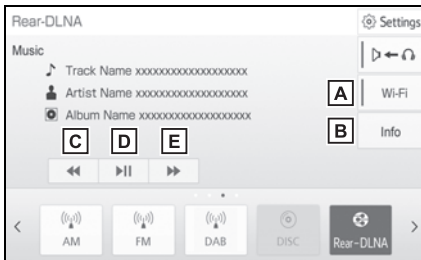 Rear-DLNA
Settings
Music
Track Name xxxxxxxxxxxxxxxxxxxx
Artist Name xxxxxxxxxxxxxxxxxxxx
Album Name xxxxxxxxxxxxxxxxxxxx
A
Wi-Fi
B
Info
C D E
AM FM DAB DISC Rear-DLNA